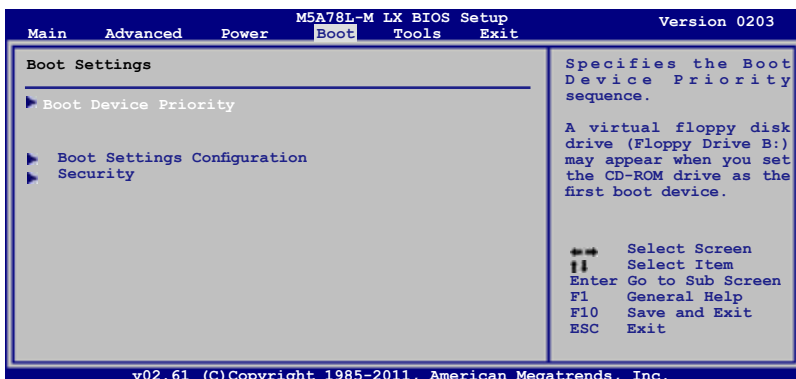 M5A78L-M LX BIOS Setup Version 0203
Main Advanced Power Boot Tools Exit
Boot Settings
Boot Device Priority
Boot Settings Configuration
Security
Specifies the Boot
Device Priority
sequence.
A virtual floppy disk
drive (Floppy Drive B:)
may appear when you set
the CD-ROM drive as the
first boot device.
Select Screen
Select Item
Enter Go to Sub Screen
F1 General Help
F10 Save and Exit
ESC Exit
v02.61 (C)Copyright 1985-2011, American Megatrends, Inc.